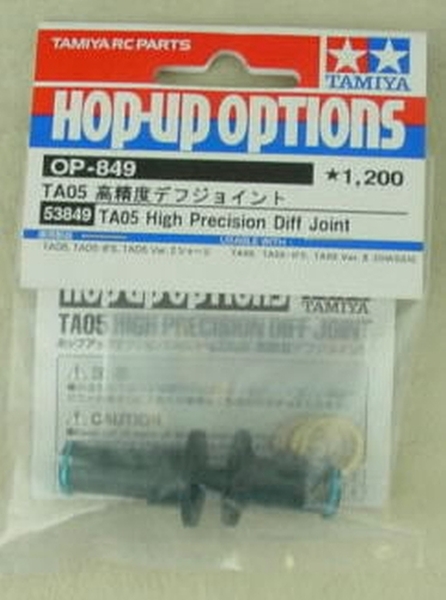 TAMIYA RC PARTS
TAMIYA
HOP-UP OPTIONS
OP-849
★1,200
TA05 高精度デフジョイント
53849 TA05 High Precision Diff Joint
USABLE WITH
HOP-UP OPTIONS
TAMIYA
TA05 HIGH PRECISION DIFF JOINT
CAUTION